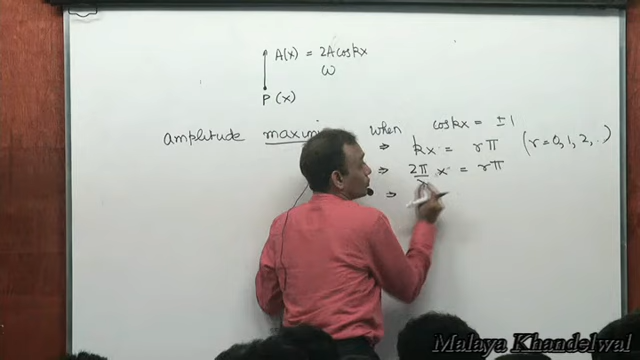 A(x) = 2A cos kx
ω
P(x)
amplitude when cos kx = ±1
⇒ kx = rπ (r = 0, 1, 2, ..)
⇒ 2π/λ x = rπ
⇒
Malaya Khandelwal